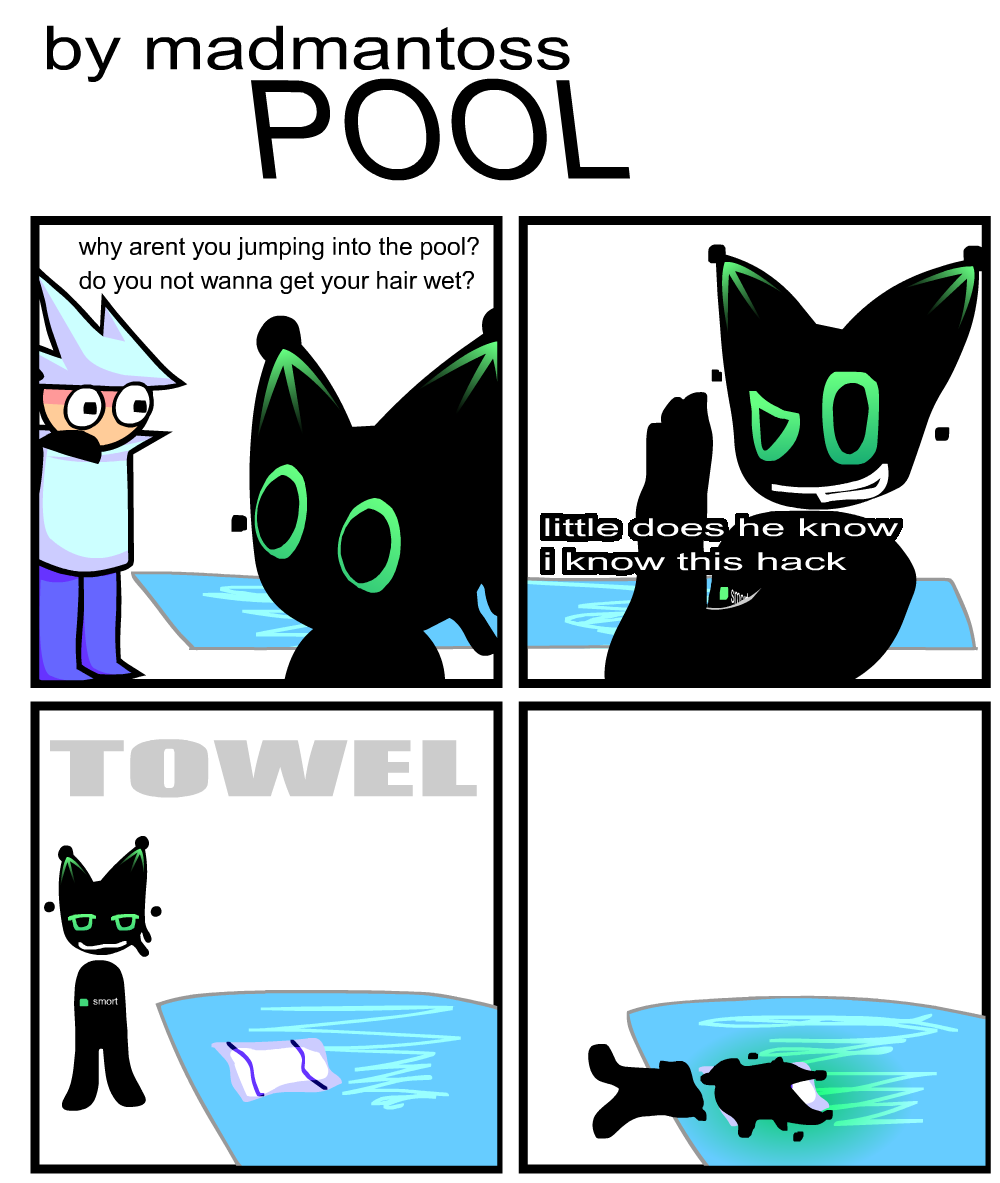 by madmantoss
POOL
why arent you jumping into the pool?
do you not wanna get your hair wet?
little does he know
i know this hack
smort
TOWEL
smort